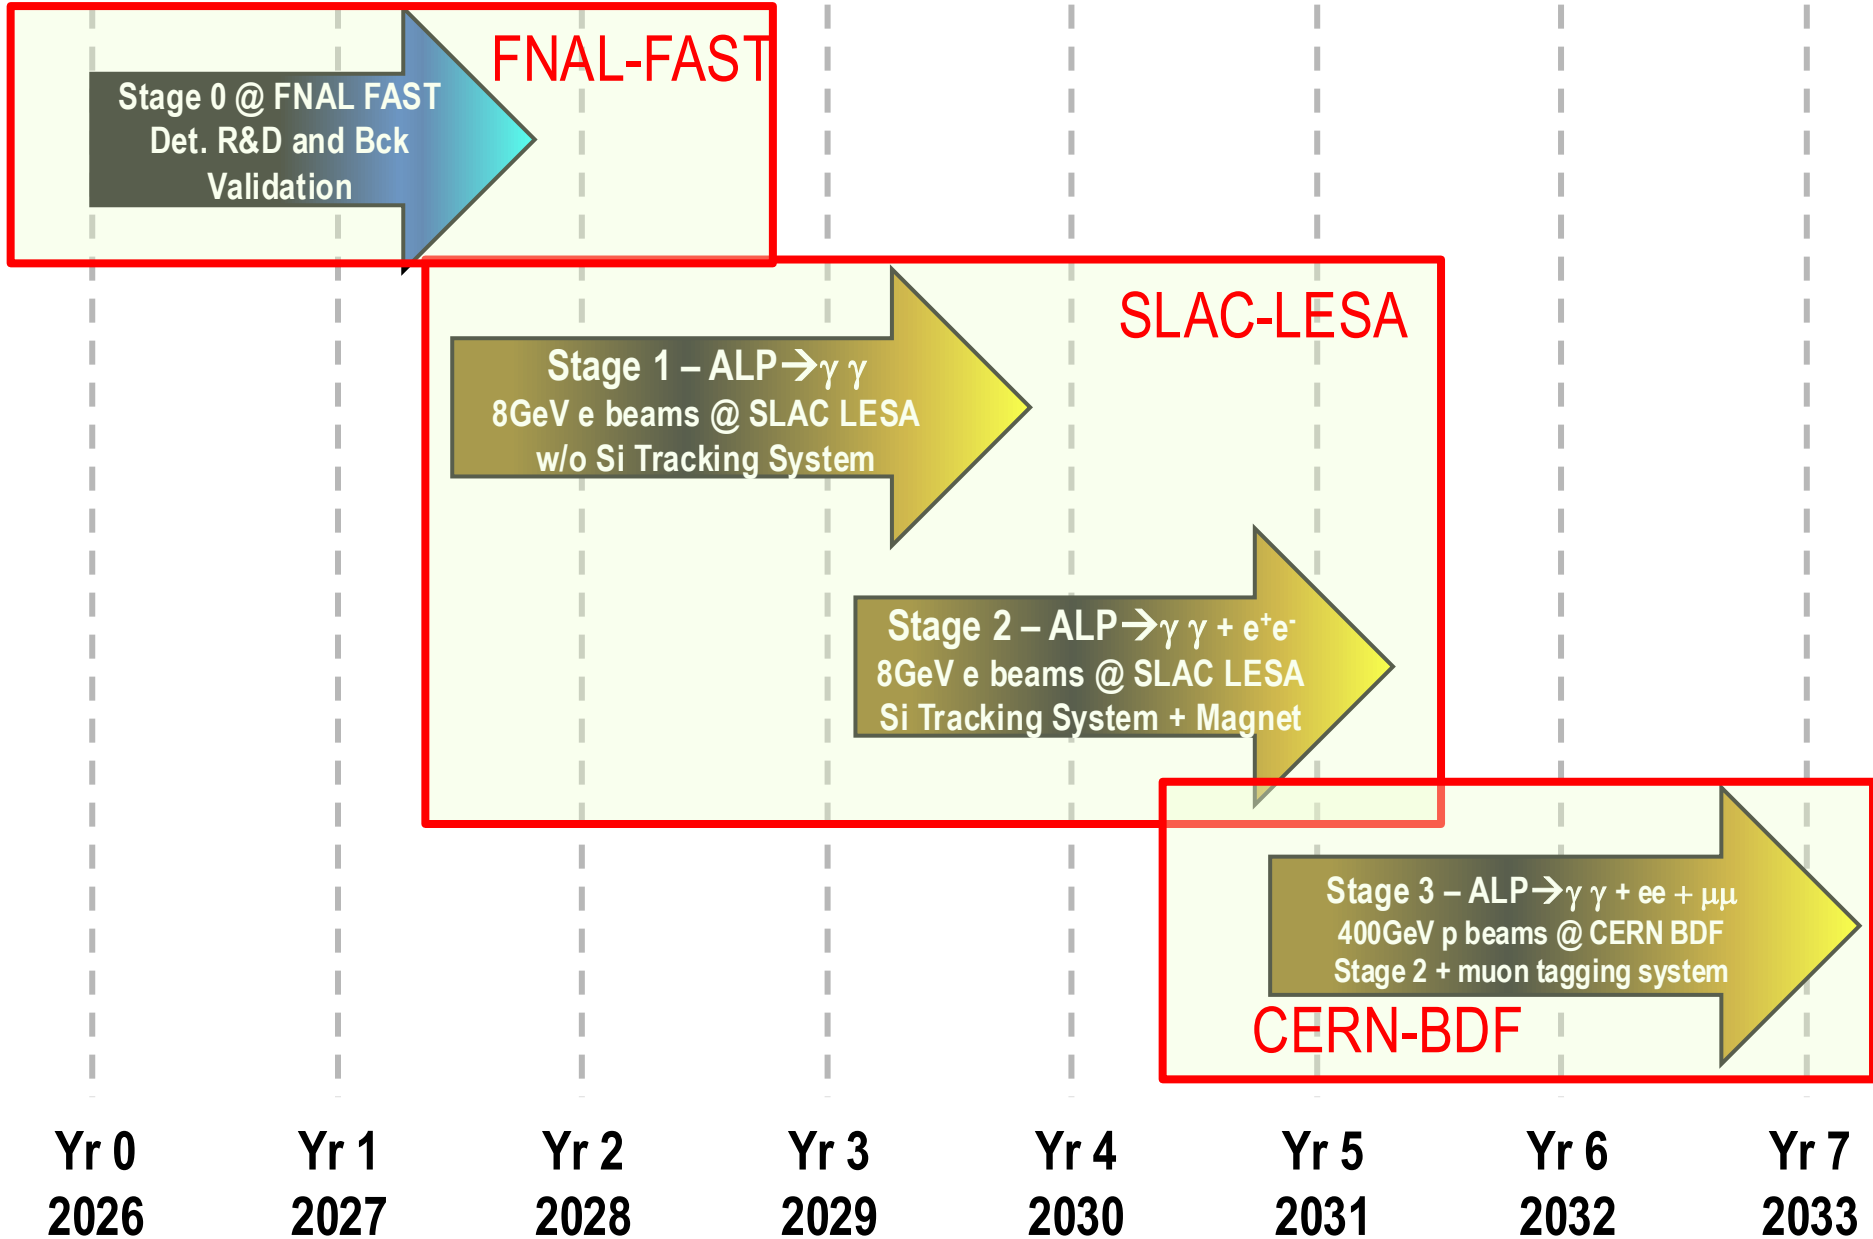 FNAL-FAST
Stage 0 @ FNAL FAST
Det. R&D and Bck
Validation
SLAC-LESA
Stage 1 – ALP→γ γ
8GeV e beams @ SLAC LESA
w/o Si Tracking System
Stage 2 – ALP→γ γ + e⁺e⁻
8GeV e beams @ SLAC LESA
Si Tracking System + Magnet
Stage 3 – ALP→γ γ + ee + μμ
400GeV p beams @ CERN BDF
Stage 2 + muon tagging system
CERN-BDF
Yr 0 Yr 1 Yr 2 Yr 3 Yr 4 Yr 5 Yr 6 Yr 7
2026 2027 2028 2029 2030 2031 2032 2033